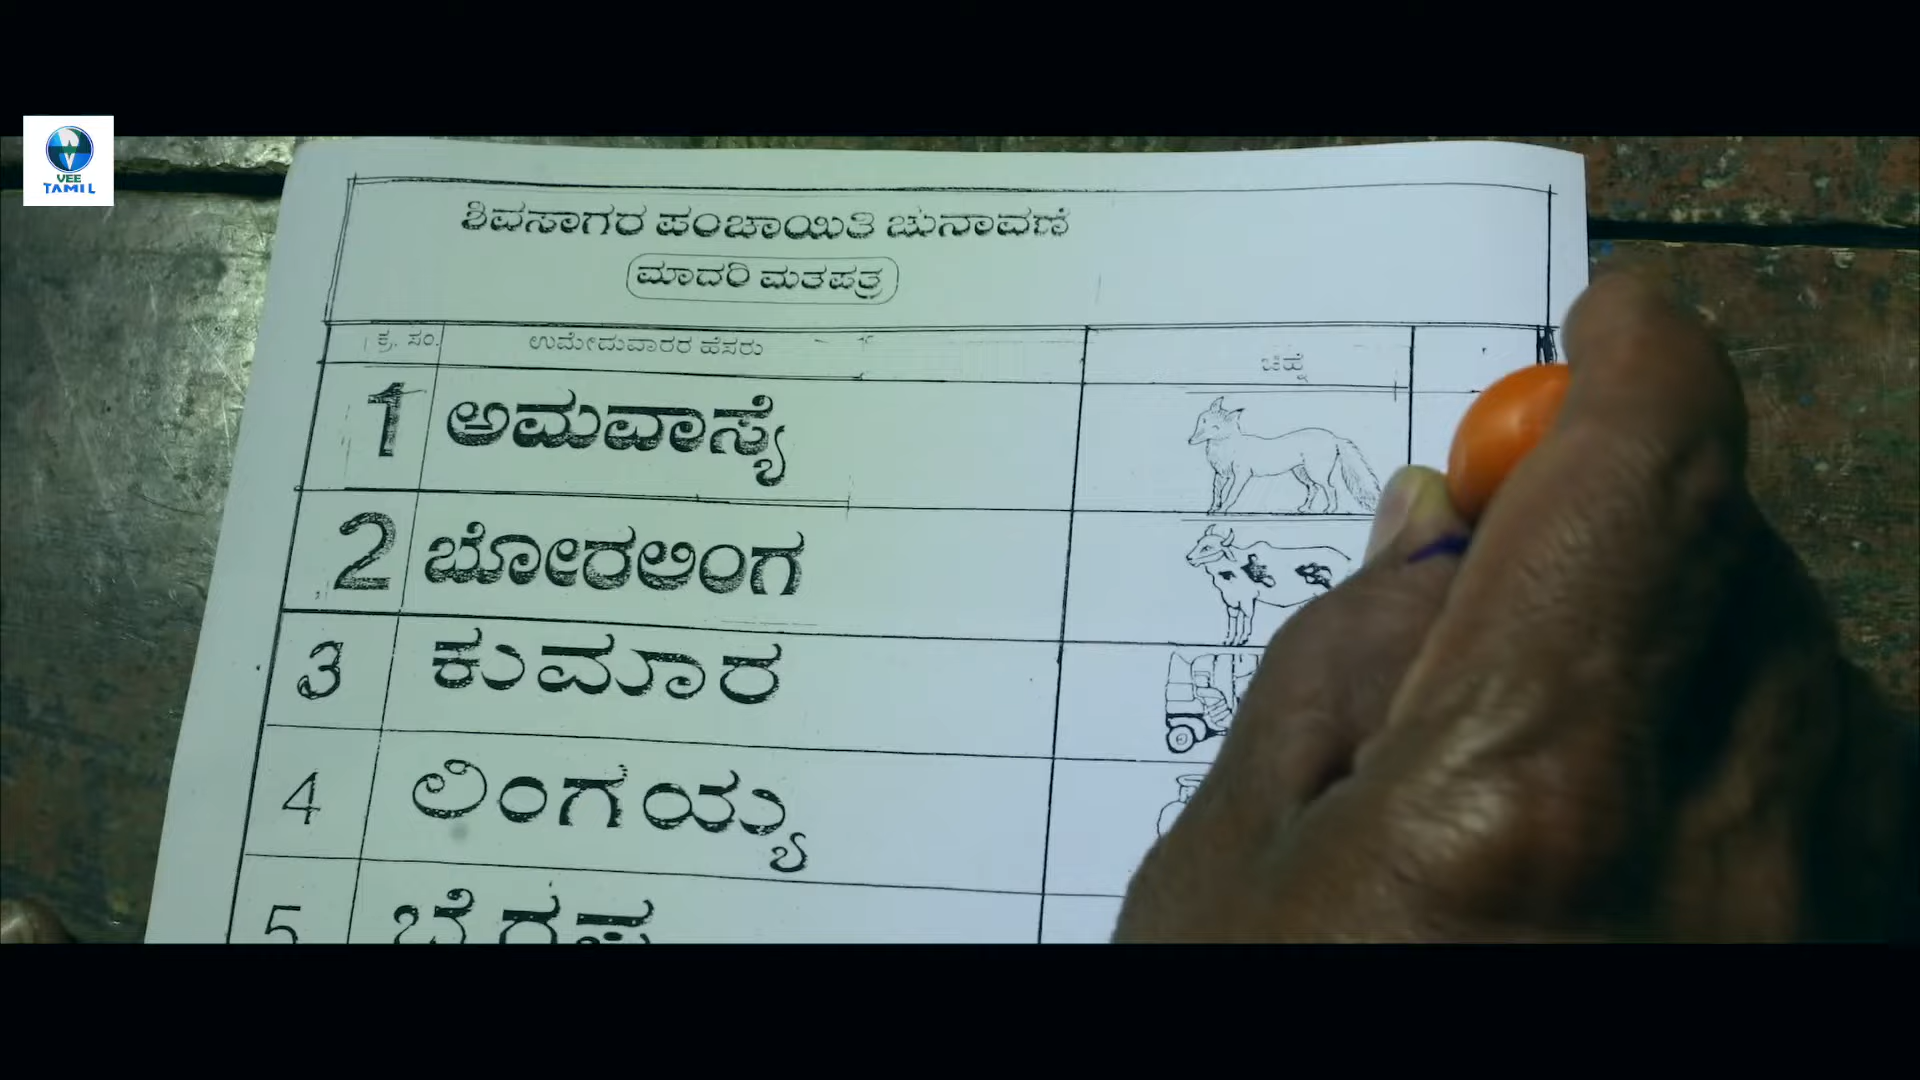 VEE
TAMIL
ಶಿವಸಾಗರ ಪಂಚಾಯಿತಿ ಚುನಾವಣೆ
ಮಾದರಿ ಮತಪತ್ರ
ಕ್ರ. ಸಂ. ಉಮೇದುವಾರರ ಹೆಸರು ಚಿಹ್ನೆ
1 ಅಮವಾಸ್ಯೆ
2 ಬೋರಲಿಂಗ
3 ಕುಮಾರ
4 ಲಿಂಗಯ್ಯ
5